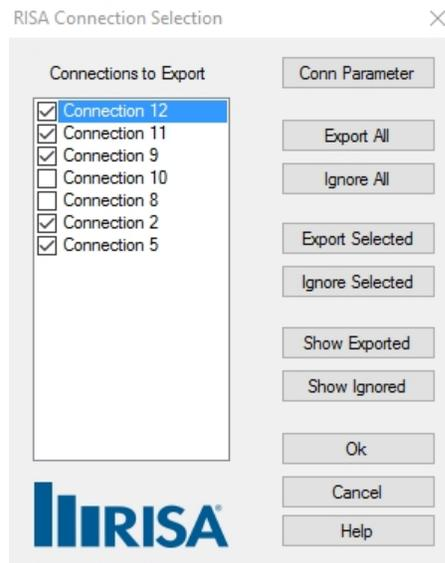 RISA Connection Selection
Connections to Export
Connection 12
Connection 11
Connection 9
Connection 10
Connection 8
Connection 2
Connection 5
Conn Parameter
Export All
Ignore All
Export Selected
Ignore Selected
Show Exported
Show Ignored
Ok
Cancel
Help
RISA